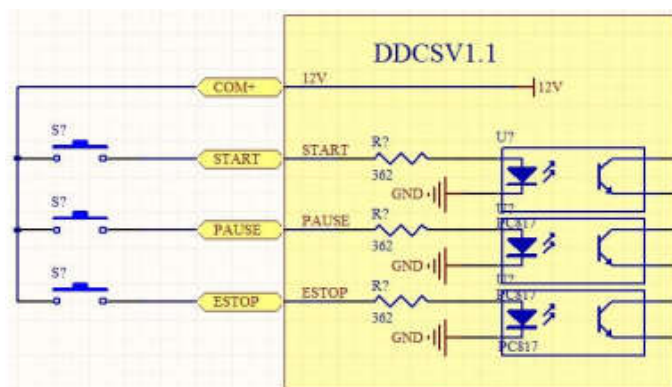 DDCSV1.1
COM+ 12V 12V
S? START START R? 362 U?
GND PC817
S? PAUSE PAUSE R? 362 U?
GND PC817
S? ESTOP ESTOP R? 362 U?
GND PC817